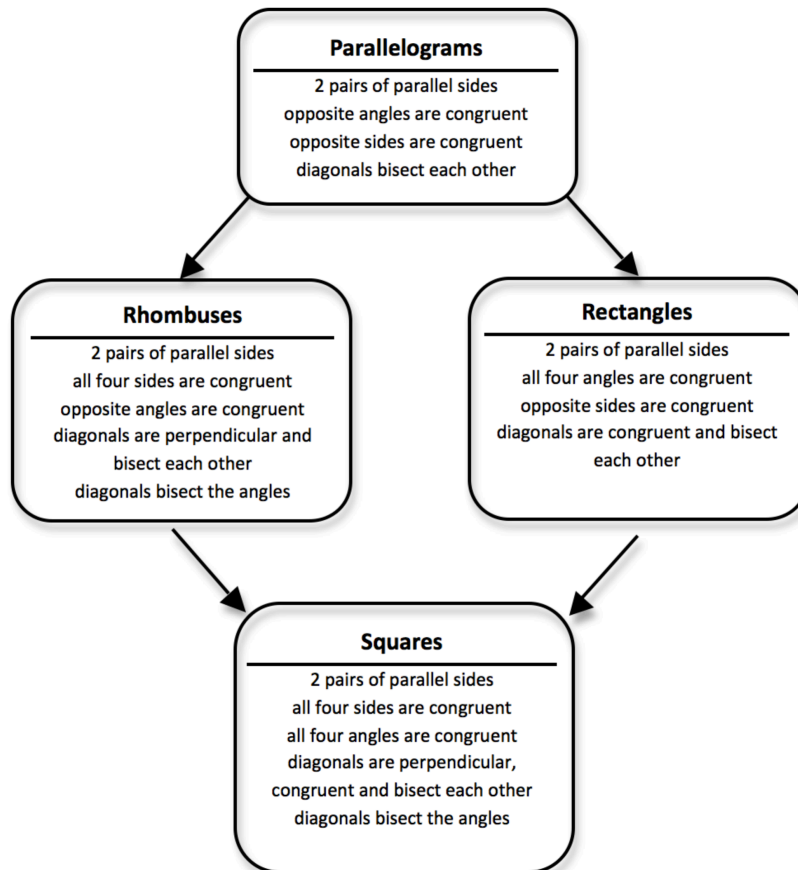 Parallelograms
2 pairs of parallel sides
opposite angles are congruent
opposite sides are congruent
diagonals bisect each other
Rhombuses
2 pairs of parallel sides
all four sides are congruent
opposite angles are congruent
diagonals are perpendicular and
bisect each other
diagonals bisect the angles
Rectangles
2 pairs of parallel sides
all four angles are congruent
opposite sides are congruent
diagonals are congruent and bisect
each other
Squares
2 pairs of parallel sides
all four sides are congruent
all four angles are congruent
diagonals are perpendicular,
congruent and bisect each other
diagonals bisect the angles